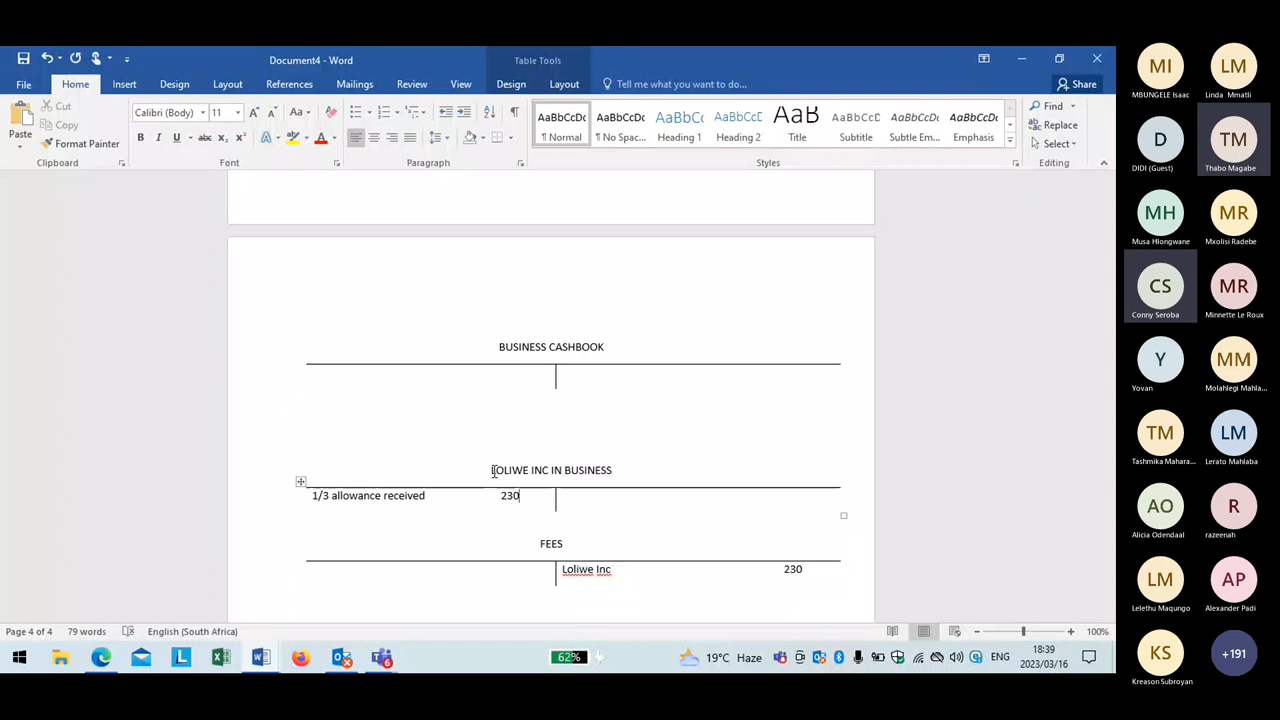 Document4 - Word
Table Tools
File
Home
Insert
Design
Layout
References
Mailings
Review
View
Design
Layout
Tell me what you want to do...
Share
Paste
Cut
Copy
Format Painter
Clipboard
Calibri (Body)
11
Font
Paragraph
AaBbCcDc
¶ Normal
AaBbCcDc
¶ No Spac...
AaBbCc
Heading 1
AaBbCcD
Heading 2
AaB
Title
AaBbCcD
Subtitle
AaBbCcDc
Subtle Em...
AaBbCcDc
Emphasis
Styles
Find
Replace
Select
Editing
BUSINESS CASHBOOK
LOLIWE INC IN BUSINESS
1/3 allowance received 230
FEES
Loliwe Inc 230
Page 4 of 4
79 words
English (South Africa)
100%
62%
19°C Haze
ENG
18:39
2023/03/16
MI
MBUNGELE Isaac
LM
Linda Mmatli
D
DIDI (Guest)
TM
Thabo Magabe
MH
Musa Hlongwane
MR
Mxolisi Radebe
CS
Conny Seroba
MR
Minnette Le Roux
Y
Yovan
MM
Molahlegi Mahla...
TM
Tashmika Mahara...
LM
Lerato Mahlaba
AO
Alicia Odendaal
R
razeenah
LM
Lelethu Maqungo
AP
Alexander Padi
KS
Kreason Subroyan
+191